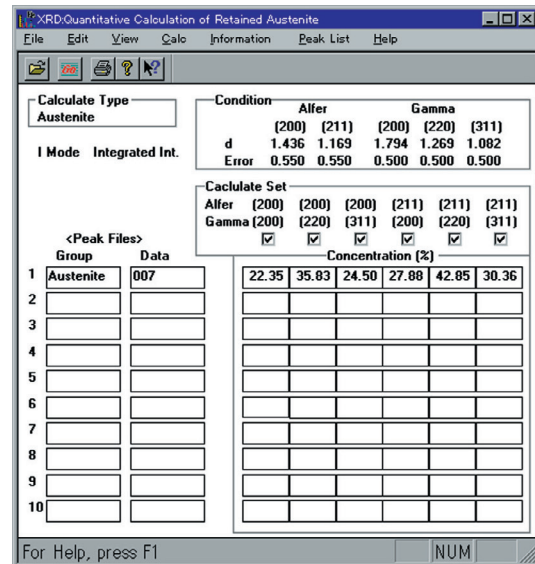 XRD:Quantitative Calculation of Retained Austenite
File Edit View Calc Information Peak List Help
Calculate Type
Austenite
I Mode Integrated Int.
Condition
Alfer Gamma
(200) (211) (200) (220) (311)
d 1.436 1.169 1.794 1.269 1.082
Error 0.550 0.550 0.500 0.500 0.500
Caclulate Set
Alfer (200) (200) (200) (211) (211) (211)
Gamma (200) (220) (311) (200) (220) (311)
<Peak Files>
Group Data
Concentration (%)
1 Austenite 007 22.35 35.83 24.50 27.88 42.85 30.36
2
3
4
5
6
7
8
9
10
For Help, press F1 NUM